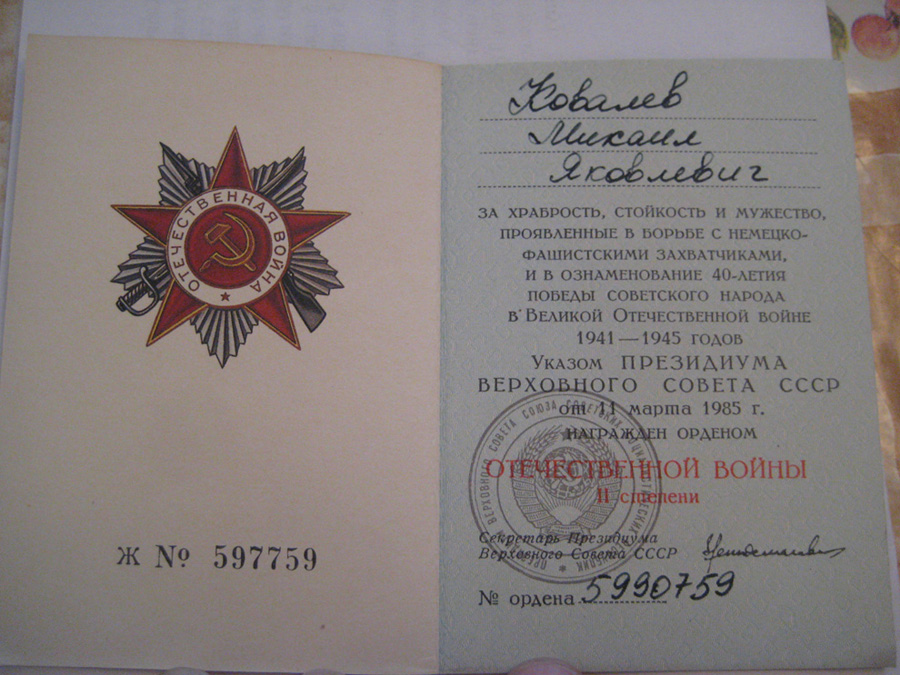 ОТЕЧЕСТВЕННАЯ ВОЙНА
Ж № 597759
Ковалев
Михаил
Яковлевич
ЗА ХРАБРОСТЬ, СТОЙКОСТЬ И МУЖЕСТВО,
ПРОЯВЛЕННЫЕ В БОРЬБЕ С НЕМЕЦКО-
ФАШИСТСКИМИ ЗАХВАТЧИКАМИ,
И В ОЗНАМЕНОВАНИЕ 40-ЛЕТИЯ
ПОБЕДЫ СОВЕТСКОГО НАРОДА
В ВЕЛИКОЙ ОТЕЧЕСТВЕННОЙ ВОЙНЕ
1941—1945 ГОДОВ
УКАЗОМ ПРЕЗИДИУМА
ВЕРХОВНОГО СОВЕТА СССР
от 11 марта 1985 г.
НАГРАЖДЕН ОРДЕНОМ
ОТЕЧЕСТВЕННОЙ ВОЙНЫ
II степени
Секретарь Президиума
Верховного Совета СССР
№ ордена 5990759